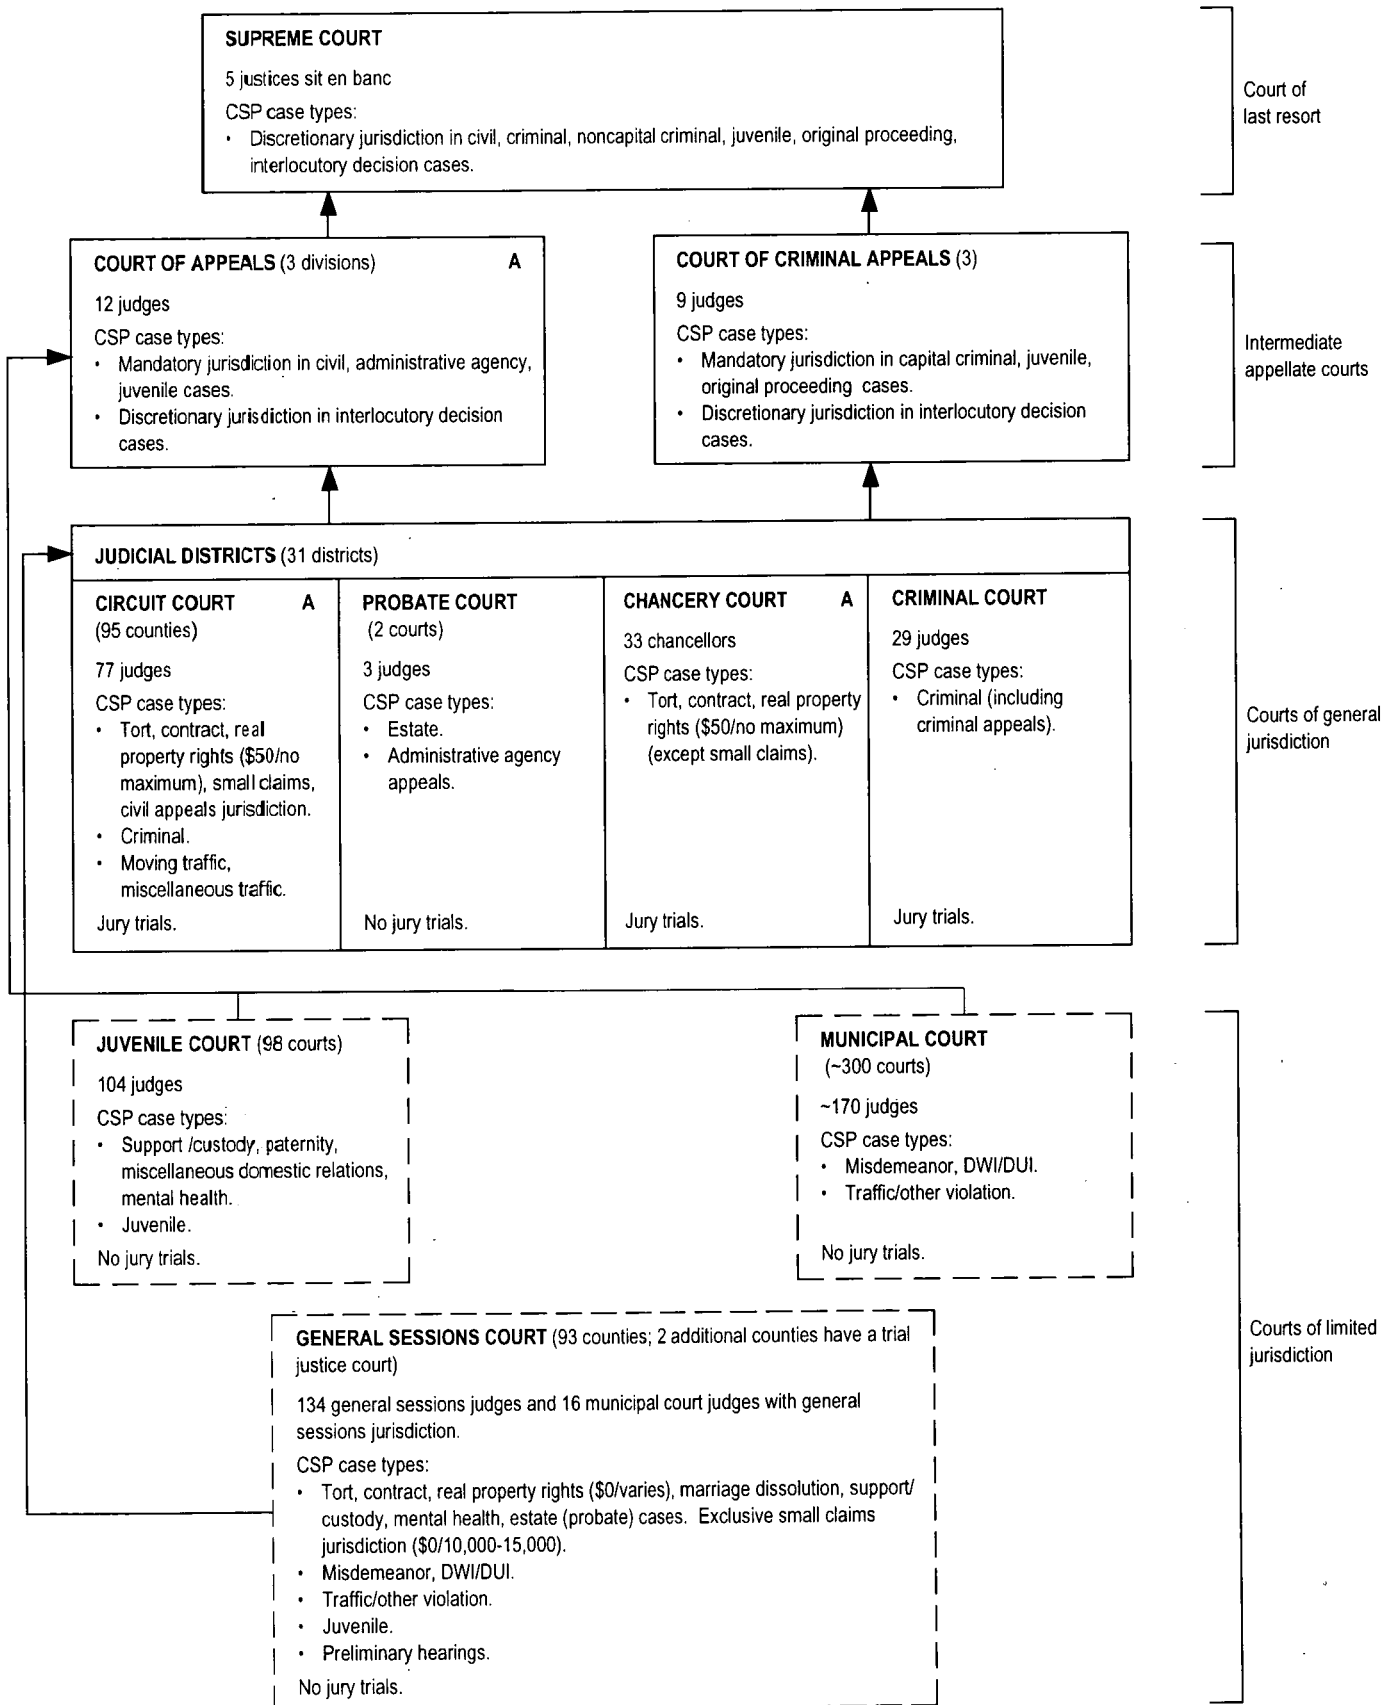 SUPREME COURT
5 justices sit en banc
CSP case types:
• Discretionary jurisdiction in civil, criminal, noncapital criminal, juvenile, original proceeding,
interlocutory decision cases.
Court of
last resort
COURT OF APPEALS (3 divisions) A
12 judges
CSP case types:
• Mandatory jurisdiction in civil, administrative agency,
juvenile cases.
• Discretionary jurisdiction in interlocutory decision
cases.
COURT OF CRIMINAL APPEALS (3)
9 judges
CSP case types:
• Mandatory jurisdiction in capital criminal, juvenile,
original proceeding cases.
• Discretionary jurisdiction in interlocutory decision
cases.
Intermediate
appellate courts
JUDICIAL DISTRICTS (31 districts)
CIRCUIT COURT A
(95 counties)
77 judges
CSP case types:
• Tort, contract, real
property rights ($50/no
maximum), small claims,
civil appeals jurisdiction.
• Criminal.
• Moving traffic,
miscellaneous traffic.
Jury trials.
PROBATE COURT
(2 courts)
3 judges
CSP case types:
• Estate.
• Administrative agency
appeals.
No jury trials.
CHANCERY COURT A
33 chancellors
CSP case types:
• Tort, contract, real property
rights ($50/no maximum)
(except small claims).
Jury trials.
CRIMINAL COURT
29 judges
CSP case types:
• Criminal (including
criminal appeals).
Jury trials.
Courts of general
jurisdiction
JUVENILE COURT (98 courts)
104 judges
CSP case types:
• Support /custody, paternity,
miscellaneous domestic relations,
mental health.
• Juvenile.
No jury trials.
MUNICIPAL COURT
(~300 courts)
~170 judges
CSP case types:
• Misdemeanor, DWI/DUI.
• Traffic/other violation.
No jury trials.
GENERAL SESSIONS COURT (93 counties; 2 additional counties have a trial
justice court)
134 general sessions judges and 16 municipal court judges with general
sessions jurisdiction.
CSP case types:
• Tort, contract, real property rights ($0/varies), marriage dissolution, support/
custody, mental health, estate (probate) cases. Exclusive small claims
jurisdiction ($0/10,000-15,000).
• Misdemeanor, DWI/DUI.
• Traffic/other violation.
• Juvenile.
• Preliminary hearings.
No jury trials.
Courts of limited
jurisdiction